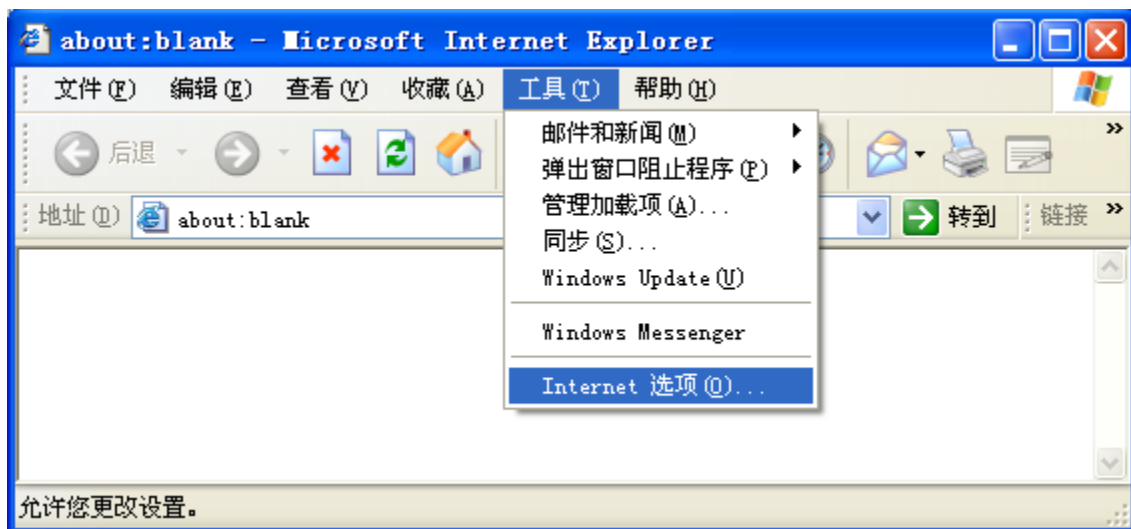 about:blank - Microsoft Internet Explorer
文件(F) 编辑(E) 查看(V) 收藏(A) 工具(T) 帮助(H)
后退
邮件和新闻(M)
弹出窗口阻止程序(P)
管理加载项(A)...
同步(S)...
Windows Update(U)
Windows Messenger
Internet 选项(O)...
地址(D) about:blank 转到 链接 »
允许您更改设置。